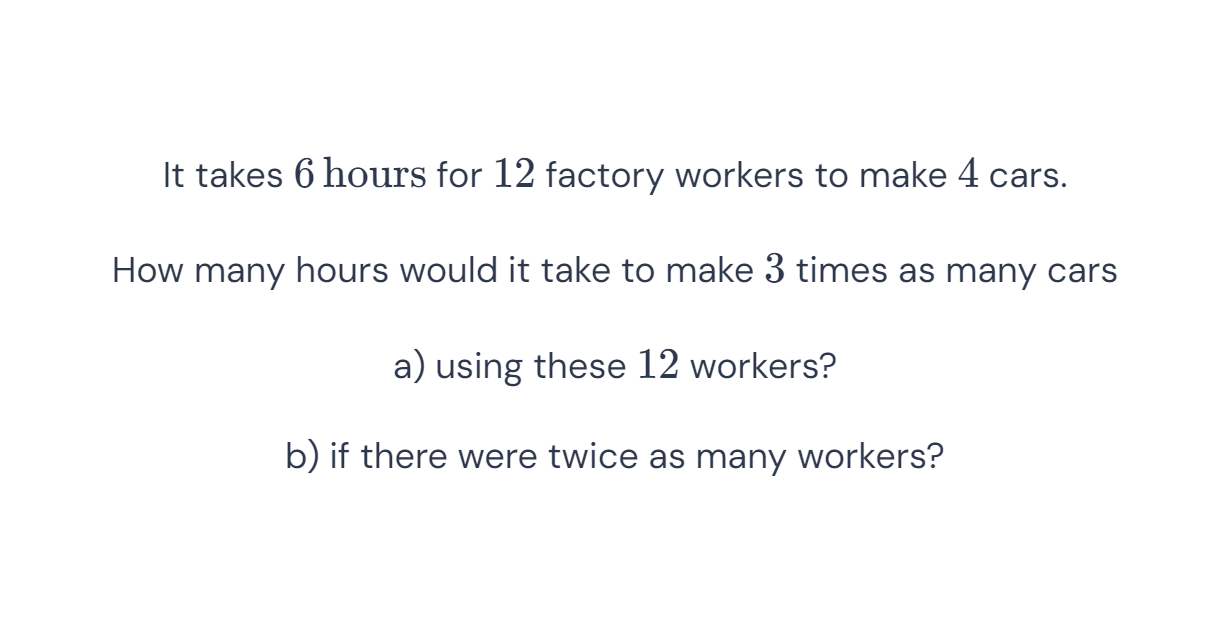 It takes 6 hours for 12 factory workers to make 4 cars.
How many hours would it take to make 3 times as many cars
a) using these 12 workers?
b) if there were twice as many workers?